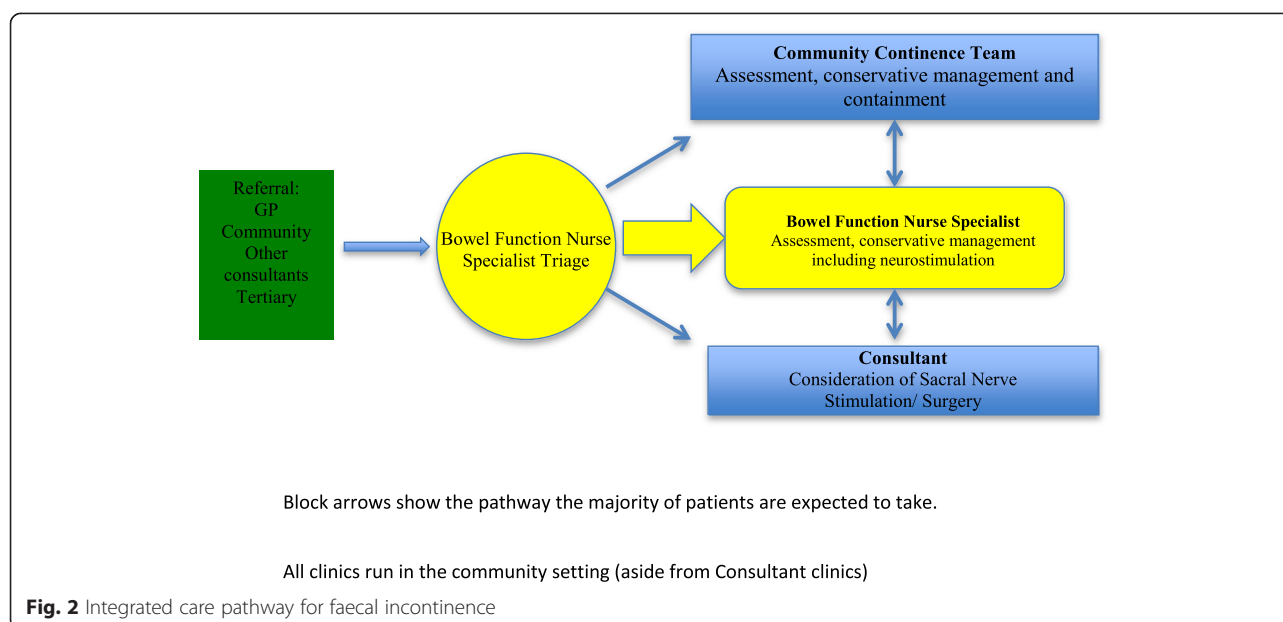 Community Continence Team
Assessment, conservative management and
containment
Referral:
GP
Community
Other
consultants
Tertiary
Bowel Function Nurse
Specialist Triage
Bowel Function Nurse Specialist
Assessment, conservative management
including neurostimulation
Consultant
Consideration of Sacral Nerve
Stimulation/ Surgery
Block arrows show the pathway the majority of patients are expected to take.
All clinics run in the community setting (aside from Consultant clinics)
Fig. 2 Integrated care pathway for faecal incontinence